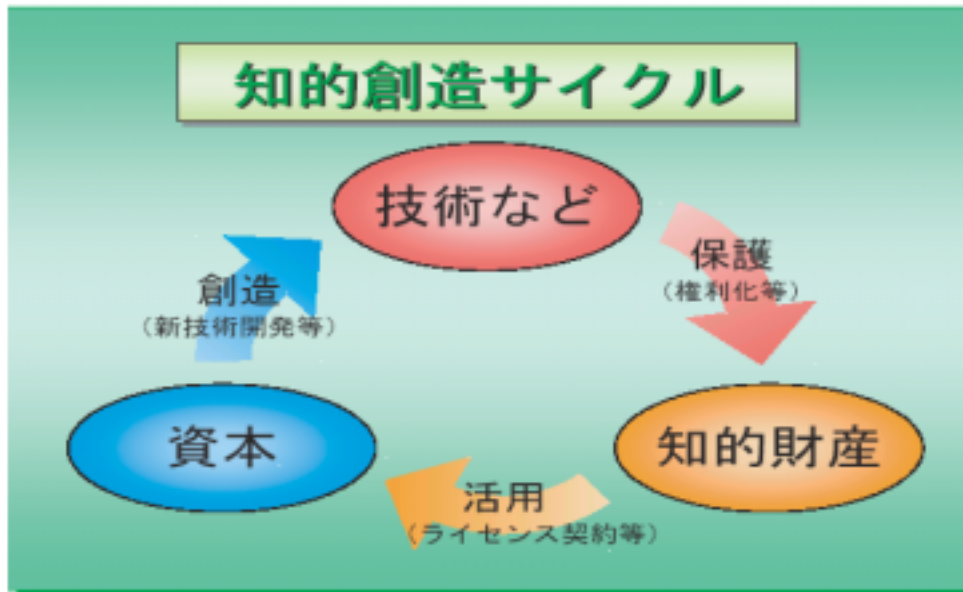 知的創造サイクル
技術など
保護
（権利化等）
創造
（新技術開発等）
資本
知的財産
活用
（ライセンス契約等）